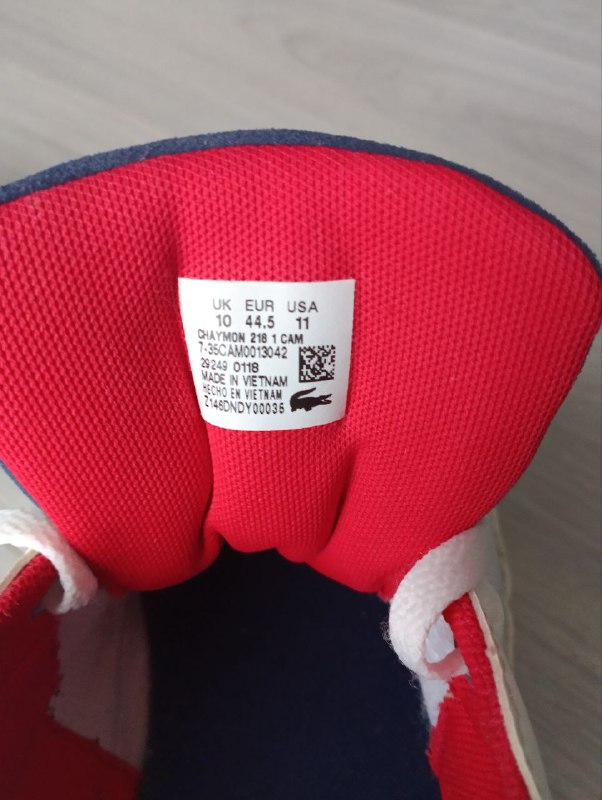 UK EUR USA
10 44.5 11
CHAYMON 218 1 CAM
7-35CAM0013042
29249 0118
MADE IN VIETNAM
HECHO EN VIETNAM
Z146DNDY00035